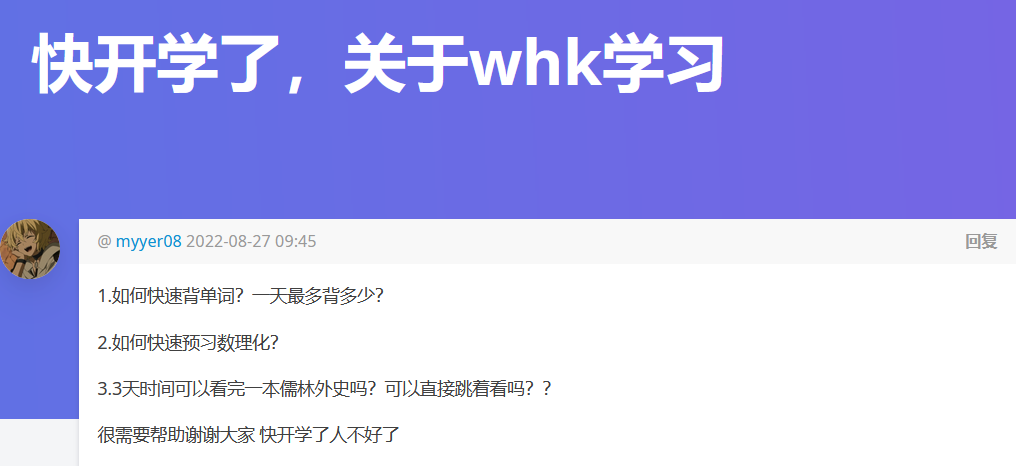 快开学了，关于whk学习
@ myyer08 2022-08-27 09:45 回复
1.如何快速背单词？一天最多背多少？
2.如何快速预习数理化？
3.3天时间可以看完一本儒林外史吗？可以直接跳着看吗？？
很需要帮助谢谢大家 快开学了人不好了